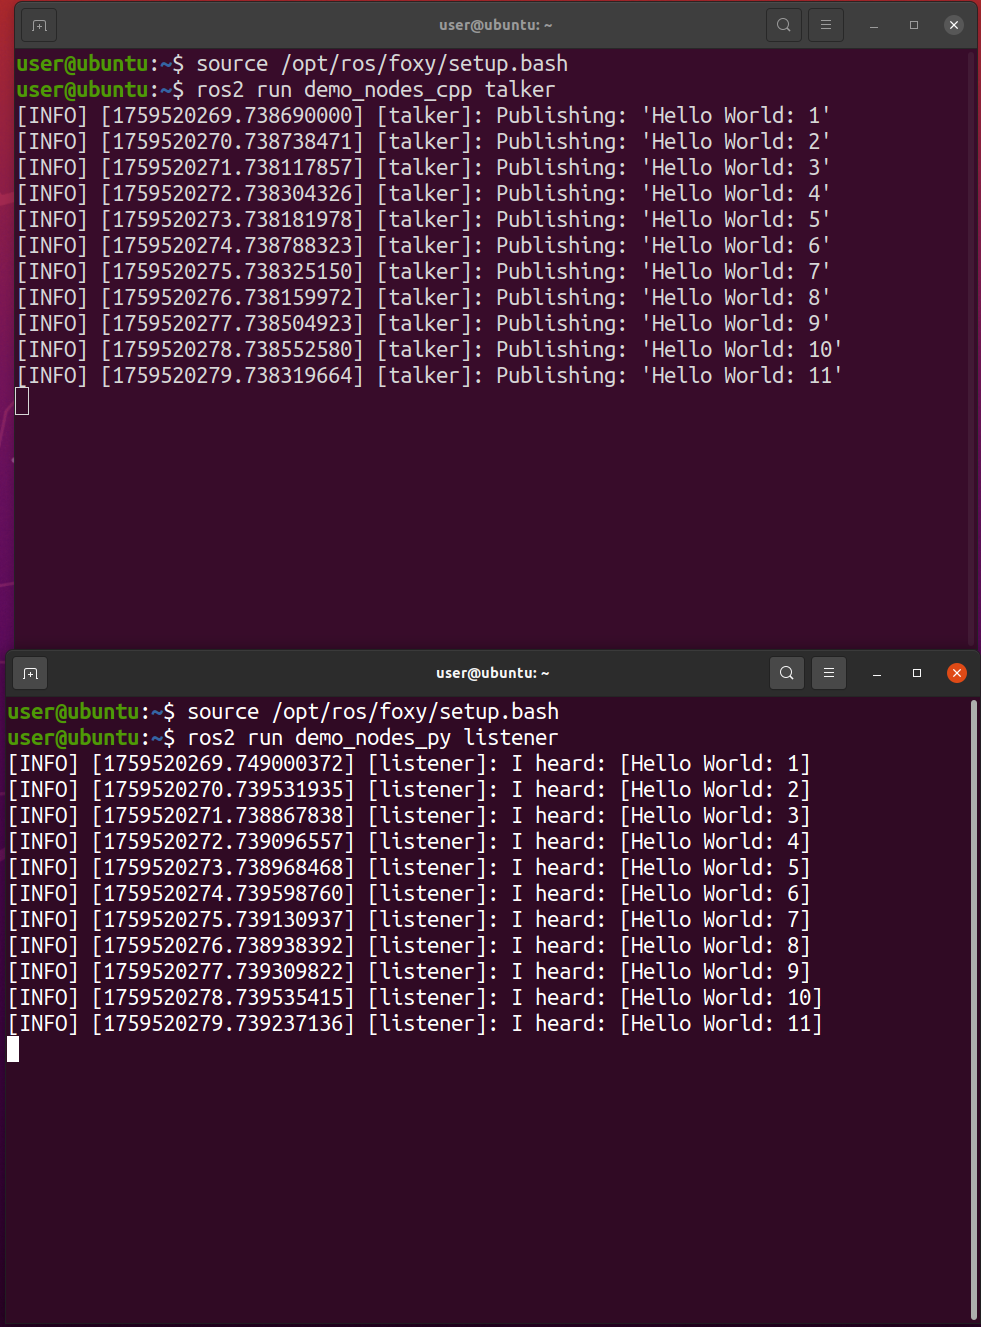 user@ubuntu: ~
user@ubuntu:~$ source /opt/ros/foxy/setup.bash
user@ubuntu:~$ ros2 run demo_nodes_cpp talker
[INFO] [1759520269.738690000] [talker]: Publishing: 'Hello World: 1'
[INFO] [1759520270.738738471] [talker]: Publishing: 'Hello World: 2'
[INFO] [1759520271.738117857] [talker]: Publishing: 'Hello World: 3'
[INFO] [1759520272.738304326] [talker]: Publishing: 'Hello World: 4'
[INFO] [1759520273.738181978] [talker]: Publishing: 'Hello World: 5'
[INFO] [1759520274.738788323] [talker]: Publishing: 'Hello World: 6'
[INFO] [1759520275.738325150] [talker]: Publishing: 'Hello World: 7'
[INFO] [1759520276.738159972] [talker]: Publishing: 'Hello World: 8'
[INFO] [1759520277.738504923] [talker]: Publishing: 'Hello World: 9'
[INFO] [1759520278.738552580] [talker]: Publishing: 'Hello World: 10'
[INFO] [1759520279.738319664] [talker]: Publishing: 'Hello World: 11'
user@ubuntu: ~
user@ubuntu:~$ source /opt/ros/foxy/setup.bash
user@ubuntu:~$ ros2 run demo_nodes_py listener
[INFO] [1759520269.749000372] [listener]: I heard: [Hello World: 1]
[INFO] [1759520270.739531935] [listener]: I heard: [Hello World: 2]
[INFO] [1759520271.738867838] [listener]: I heard: [Hello World: 3]
[INFO] [1759520272.739096557] [listener]: I heard: [Hello World: 4]
[INFO] [1759520273.738968468] [listener]: I heard: [Hello World: 5]
[INFO] [1759520274.739598760] [listener]: I heard: [Hello World: 6]
[INFO] [1759520275.739130937] [listener]: I heard: [Hello World: 7]
[INFO] [1759520276.738938392] [listener]: I heard: [Hello World: 8]
[INFO] [1759520277.739309822] [listener]: I heard: [Hello World: 9]
[INFO] [1759520278.739535415] [listener]: I heard: [Hello World: 10]
[INFO] [1759520279.739237136] [listener]: I heard: [Hello World: 11]